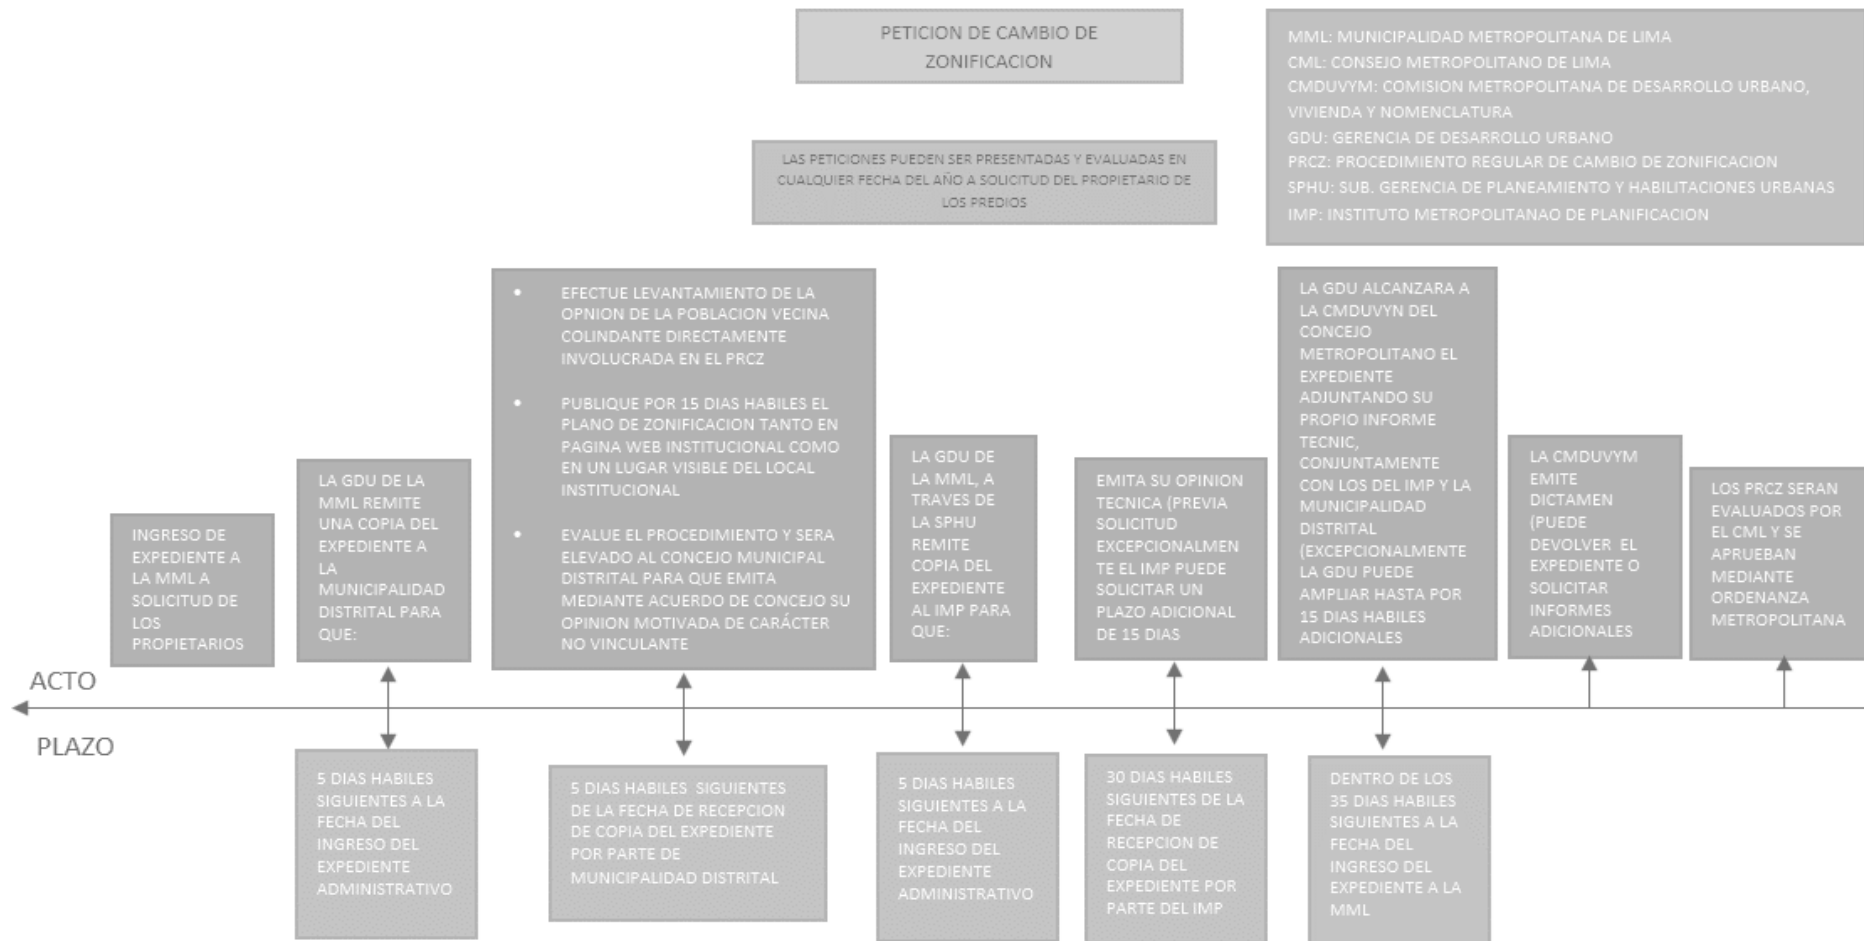 PETICION DE CAMBIO DE
ZONIFICACION
MML: MUNICIPALIDAD METROPOLITANA DE LIMA
CML: CONSEJO METROPOLITANO DE LIMA
CMDUVYM: COMISION METROPOLITANA DE DESARROLLO URBANO,
VIVIENDA Y NOMENCLATURA
GDU: GERENCIA DE DESARROLLO URBANO
PRCZ: PROCEDIMIENTO REGULAR DE CAMBIO DE ZONIFICACION
SPHU: SUB. GERENCIA DE PLANEAMIENTO Y HABILITACIONES URBANAS
IMP: INSTITUTO METROPOLITANAO DE PLANIFICACION
LAS PETICIONES PUEDEN SER PRESENTADAS Y EVALUADAS EN
CUALQUIER FECHA DEL AÑO A SOLICITUD DEL PROPIETARIO DE
LOS PREDIOS
INGRESO DE
EXPEDIENTE A
LA MML A
SOLICITUD DE
LOS
PROPIETARIOS
LA GDU DE LA
MML REMITE
UNA COPIA DEL
EXPEDIENTE A
LA
MUNICIPALIDAD
DISTRITAL PARA
QUE:
• EFECTUE LEVANTAMIENTO DE LA
OPNION DE LA POBLACION VECINA
COLINDANTE DIRECTAMENTE
INVOLUCRADA EN EL PRCZ
• PUBLIQUE POR 15 DIAS HABILES EL
PLANO DE ZONIFICACION TANTO EN
PAGINA WEB INSTITUCIONAL COMO
EN UN LUGAR VISIBLE DEL LOCAL
INSTITUCIONAL
• EVALUE EL PROCEDIMIENTO Y SERA
ELEVADO AL CONCEJO MUNICIPAL
DISTRITAL PARA QUE EMITA
MEDIANTE ACUERDO DE CONCEJO SU
OPINION MOTIVADA DE CARÁCTER
NO VINCULANTE
LA GDU DE
LA MML, A
TRAVES DE
LA SPHU
REMITE
COPIA DEL
EXPEDIENTE
AL IMP PARA
QUE:
EMITA SU OPINION
TECNICA (PREVIA
SOLICITUD
EXCEPCIONALMEN
TE EL IMP PUEDE
SOLICITAR UN
PLAZO ADICIONAL
DE 15 DIAS
LA GDU ALCANZARA A
LA CMDUVYN DEL
CONCEJO
METROPOLITANO EL
EXPEDIENTE
ADJUNTANDO SU
PROPIO INFORME
TECNIC,
CONJUNTAMENTE
CON LOS DEL IMP Y LA
MUNICIPALIDAD
DISTRITAL
(EXCEPCIONALMENTE
LA GDU PUEDE
AMPLIAR HASTA POR
15 DIAS HABILES
ADICIONALES
LA CMDUVYM
EMITE
DICTAMEN
(PUEDE
DEVOLVER EL
EXPEDIENTE O
SOLICITAR
INFORMES
ADICIONALES
LOS PRCZ SERAN
EVALUADOS POR
EL CML Y SE
APRUEBAN
MEDIANTE
ORDENANZA
METROPOLITANA
ACTO
PLAZO
5 DIAS HABILES
SIGUIENTES A LA
FECHA DEL
INGRESO DEL
EXPEDIENTE
ADMINISTRATIVO
5 DIAS HABILES SIGUIENTES
DE LA FECHA DE RECEPCION
DE COPIA DEL EXPEDIENTE
POR PARTE DE
MUNICIPALIDAD DISTRITAL
5 DIAS HABILES
SIGUIENTES A LA
FECHA DEL
INGRESO DEL
EXPEDIENTE
ADMINISTRATIVO
30 DIAS HABILES
SIGUIENTES DE LA
FECHA DE
RECEPCION DE
COPIA DEL
EXPEDIENTE POR
PARTE DEL IMP
DENTRO DE LOS
35 DIAS HABILES
SIGUIENTES A LA
FECHA DEL
INGRESO DEL
EXPEDIENTE A LA
MML